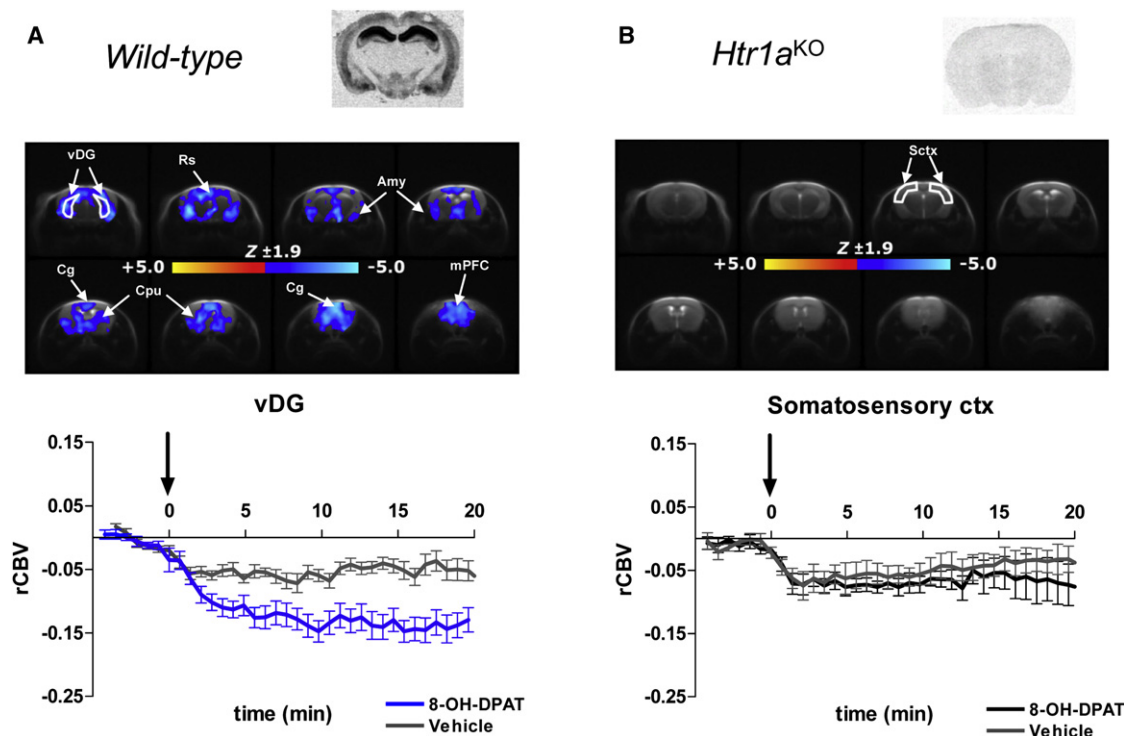 A
Wild-type
vDG
Rs
Amy
Z ±1.9
+5.0
-5.0
Cg
Cpu
Cg
mPFC
vDG
0.15
0.05
-0.05
-0.15
-0.25
rCBV
0 5 10 15 20
time (min)
8-OH-DPAT
Vehicle
B
Htr1aKO
Sctx
Z ±1.9
+5.0
-5.0
Somatosensory ctx
0.15
0.05
-0.05
-0.15
-0.25
rCBV
0 5 10 15 20
time (min)
8-OH-DPAT
Vehicle